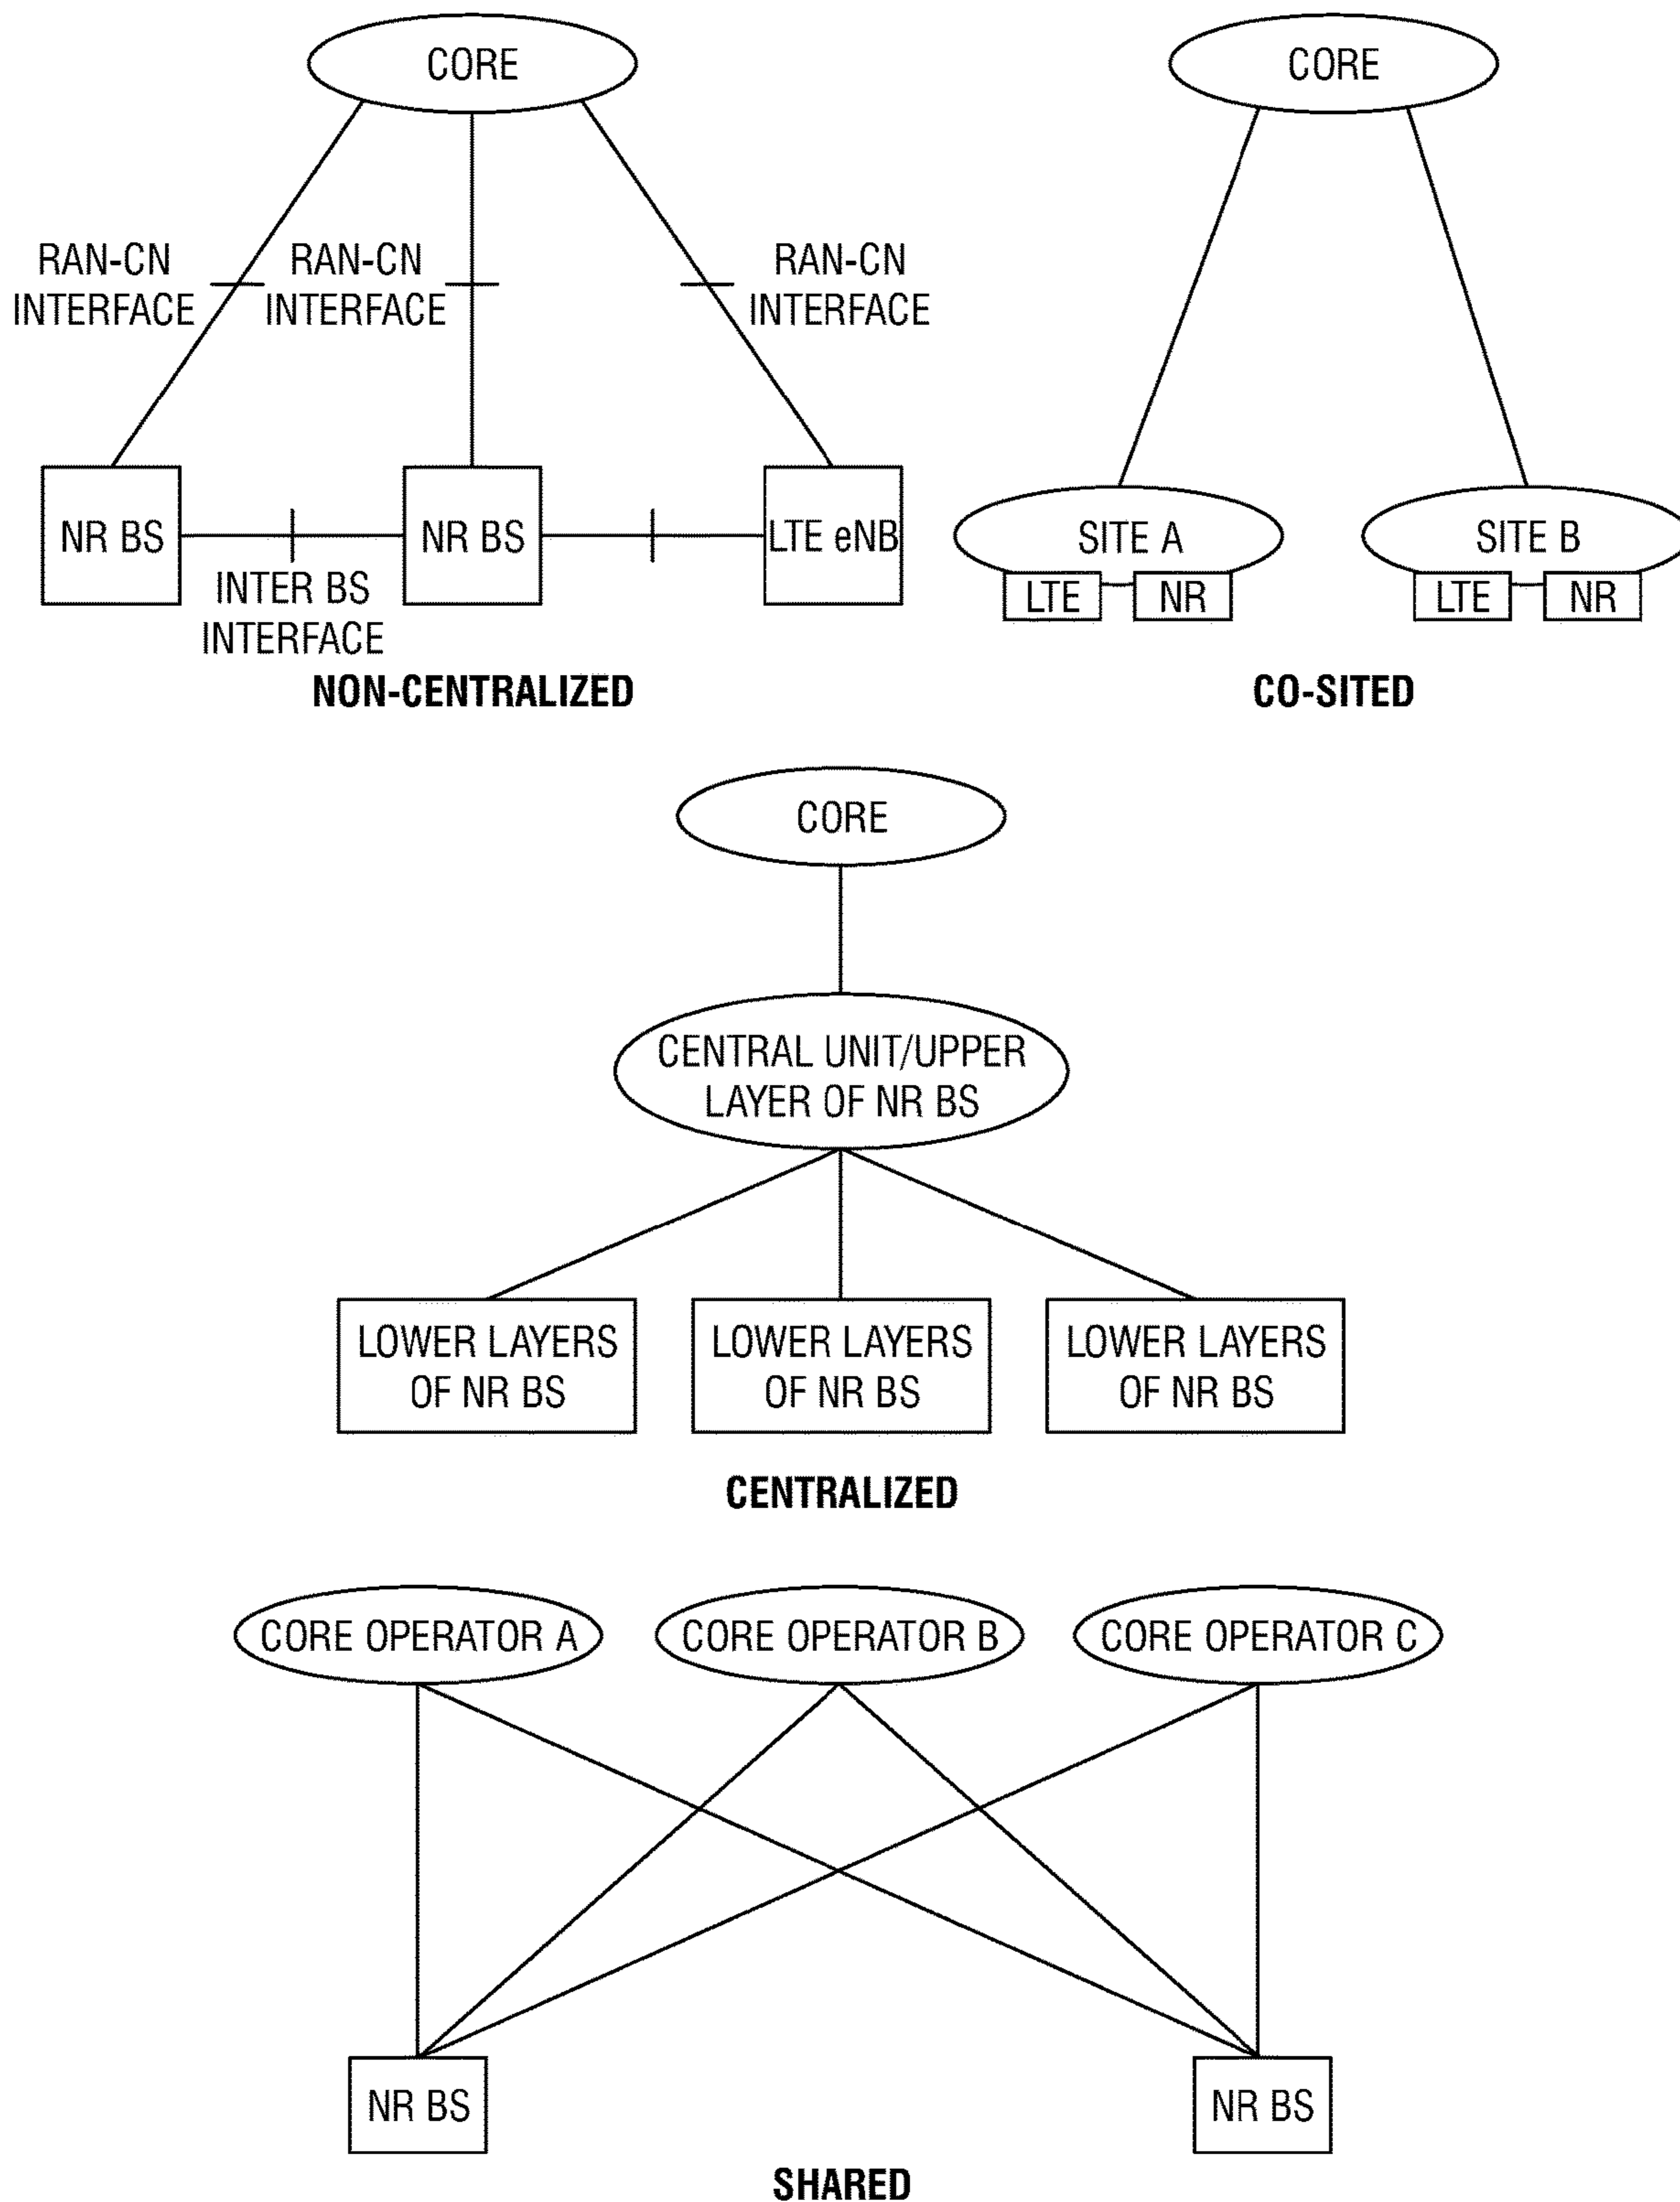 CORE
CORE
RAN-CN
INTERFACE
RAN-CN
INTERFACE
RAN-CN
INTERFACE
NR BS
NR BS
LTE eNB
INTER BS
INTERFACE
NON-CENTRALIZED
SITE A
LTE
NR
SITE B
LTE
NR
CO-SITED
CORE
CENTRAL UNIT/UPPER
LAYER OF NR BS
LOWER LAYERS
OF NR BS
LOWER LAYERS
OF NR BS
LOWER LAYERS
OF NR BS
CENTRALIZED
CORE OPERATOR A
CORE OPERATOR B
CORE OPERATOR C
NR BS
NR BS
SHARED